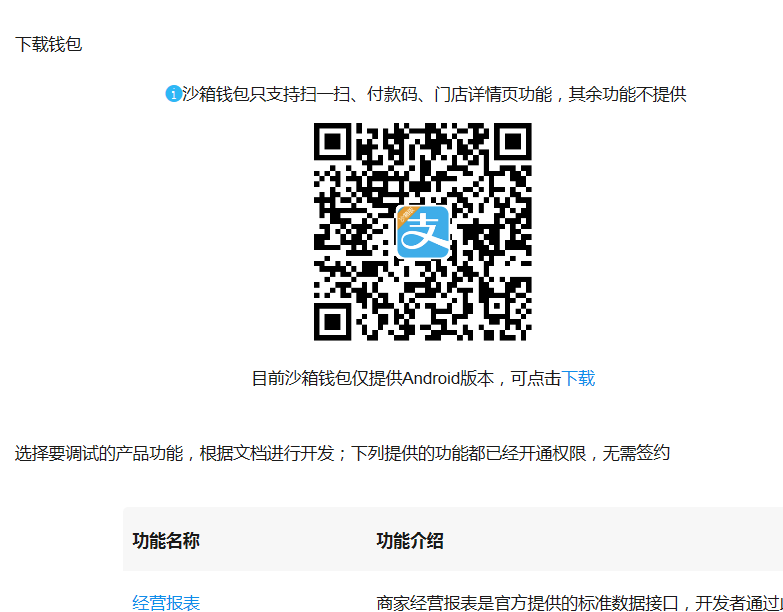 下载钱包
沙箱钱包只支持扫一扫、付款码、门店详情页功能，其余功能不提供
支
目前沙箱钱包仅提供Android版本，可点击下载
选择要调试的产品功能，根据文档进行开发；下列提供的功能都已经开通权限，无需签约
功能名称 功能介绍
经营报表 商家经营报表是官方提供的标准数据接口，开发者通过